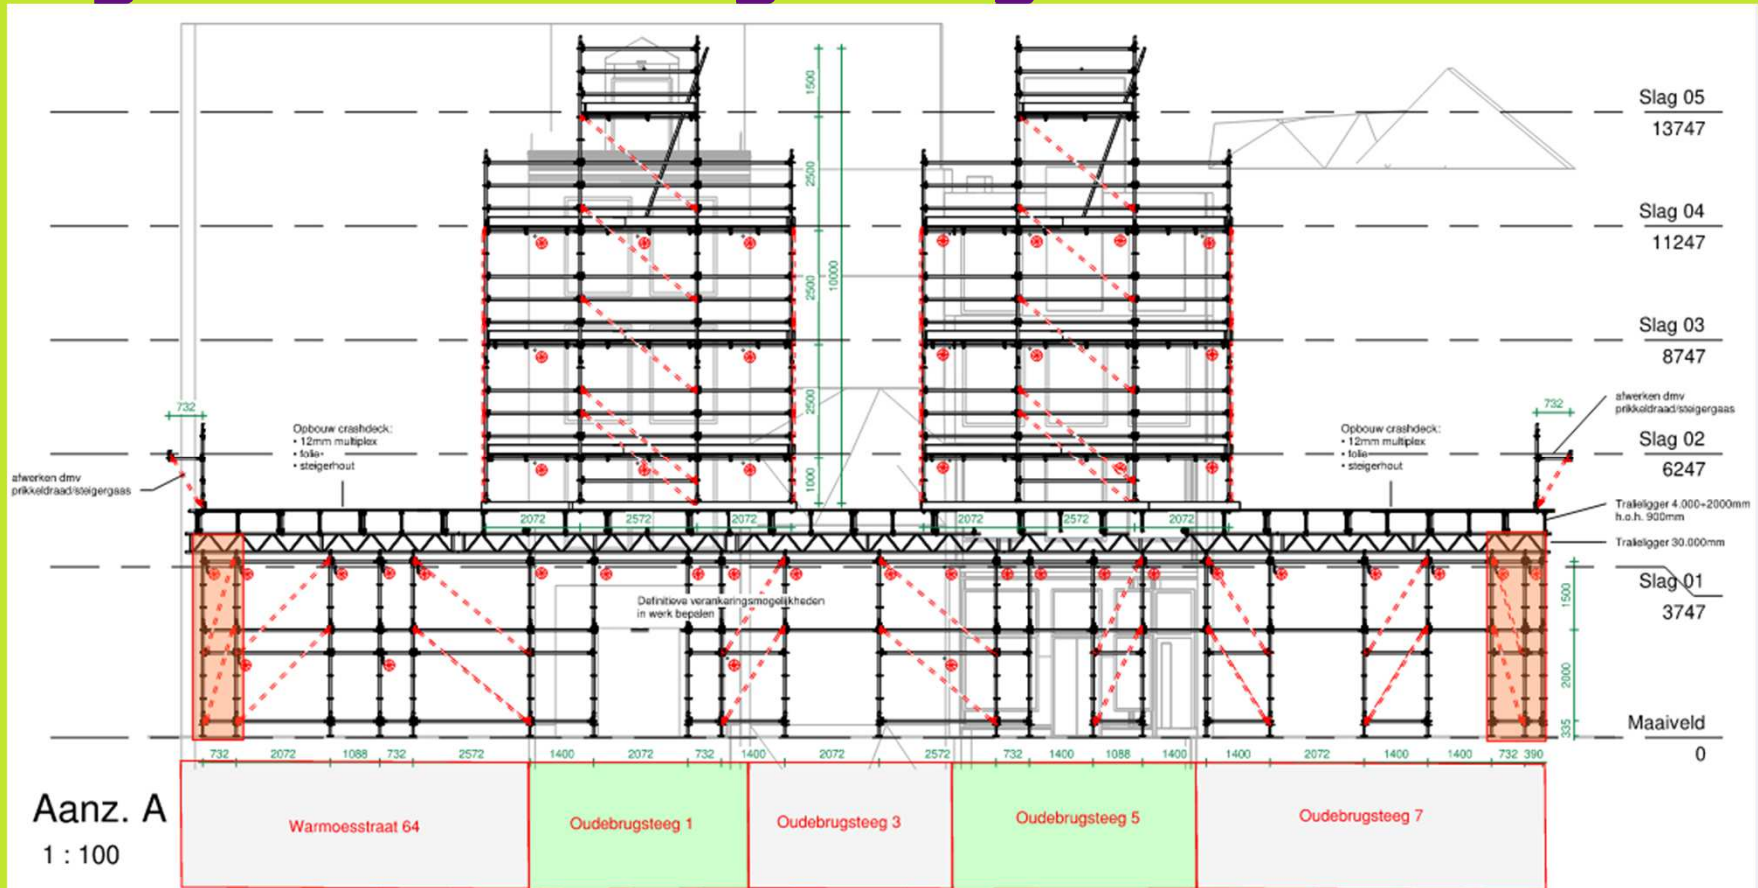 Slag 05
13747
Slag 04
11247
Slag 03
8747
Slag 02
6247
Slag 01
3747
Maaiveld
0
1500
2500
2500
10000
2500
1000
732
Opbouw crashdeck:
• 12mm multiplex
• folie
• steigerhout
afwerken dmv
prikkeldraad/steigergaas
732
afwerken dmv
prikkeldraad/steigergaas
Opbouw crashdeck:
• 12mm multiplex
• folie
• steigerhout
Tralieligger 4.000+2000mm
h.o.h. 900mm
Tralieligger 30.000mm
2072 2572 2072
2072 2572 2072
Definitieve verankeringsmogelijkheden
in werk bepalen
1500
2000
335
732 2072 1088 732 2572 1400 2072 732 1400 2072 2572 732 1400 1088 1400 1400 2072 1400 1400 732 390
Aanz. A
1 : 100
Warmoesstraat 64
Oudebrugsteeg 1
Oudebrugsteeg 3
Oudebrugsteeg 5
Oudebrugsteeg 7